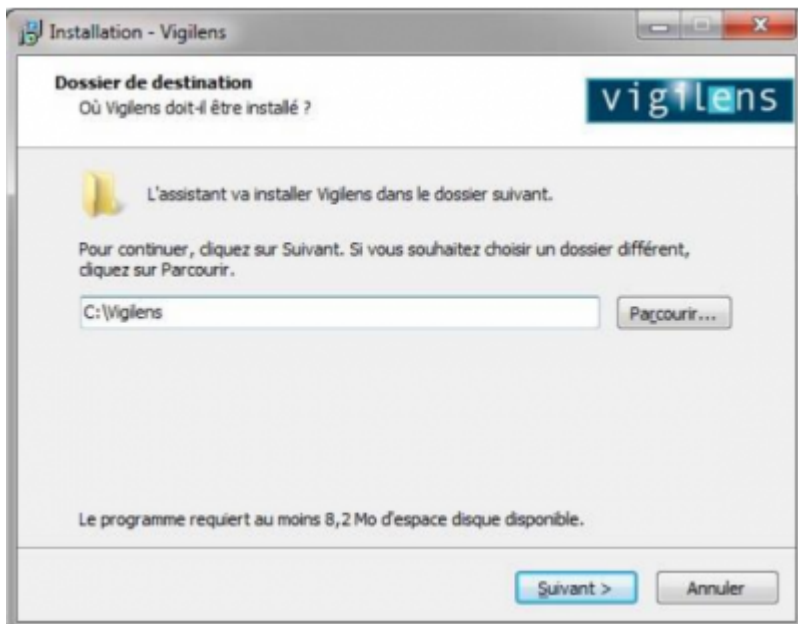 Installation - Vigilens
Dossier de destination
Où Vigilens doit-il être installé ?
vigilens
L'assistant va installer Vigilens dans le dossier suivant.
Pour continuer, cliquez sur Suivant. Si vous souhaitez choisir un dossier différent,
cliquez sur Parcourir.
C:\Vigilens
Parcourir...
Le programme requiert au moins 8,2 Mo d'espace disque disponible.
Suivant >
Annuler